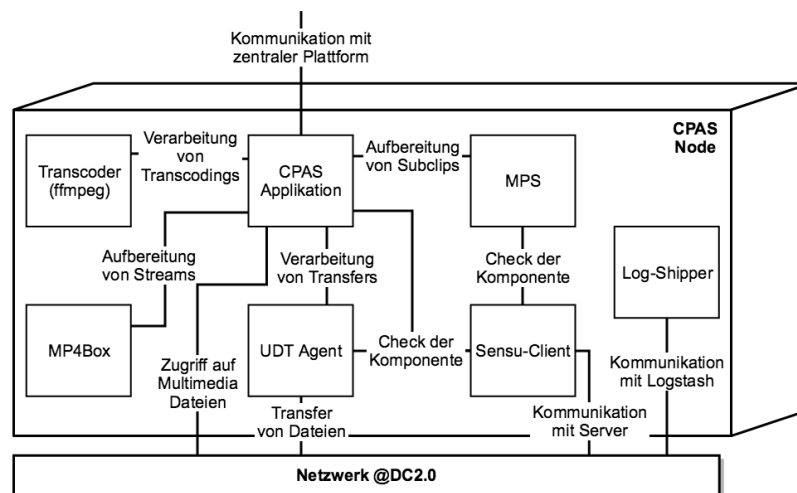 Kommunikation mit
zentraler Plattform
CPAS
Node
Transcoder
(ffmpeg)
Verarbeitung
von
Transcodings
CPAS
Applikation
Aufbereitung
von Subclips
MPS
Aufbereitung
von Streams
Verarbeitung
von Transfers
Check der
Komponente
Log-Shipper
MP4Box
Zugriff auf
Multimedia
Dateien
UDT Agent
Check der
Komponente
Sensu-Client
Kommunikation
mit Logstash
Transfer
von Dateien
Kommunikation
mit Server
Netzwerk @DC2.0